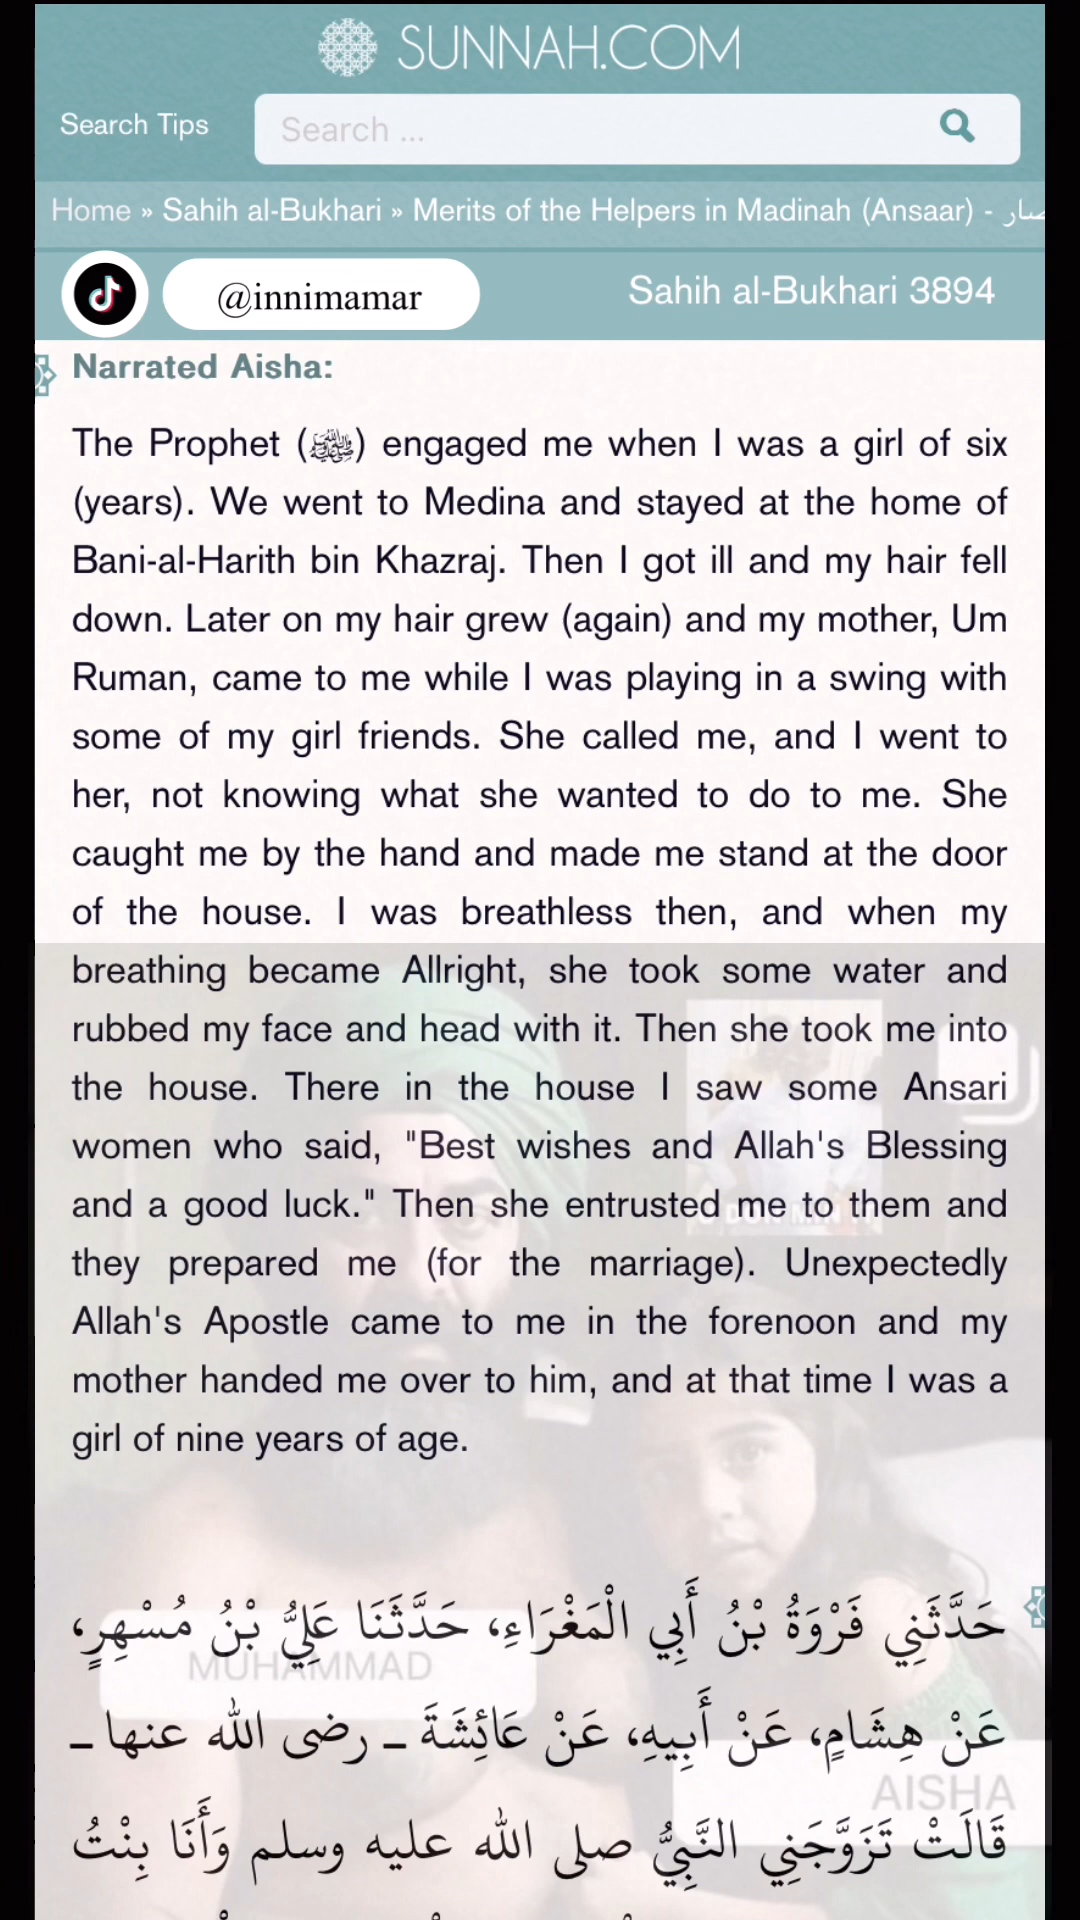 SUNNAH.COM
Search Tips
Search ...
Home » Sahih al-Bukhari » Merits of the Helpers in Madinah (Ansaar) -
@innimamar
Sahih al-Bukhari 3894
Narrated Aisha:
The Prophet (ﷺ) engaged me when I was a girl of six
(years). We went to Medina and stayed at the home of
Bani-al-Harith bin Khazraj. Then I got ill and my hair fell
down. Later on my hair grew (again) and my mother, Um
Ruman, came to me while I was playing in a swing with
some of my girl friends. She called me, and I went to
her, not knowing what she wanted to do to me. She
caught me by the hand and made me stand at the door
of the house. I was breathless then, and when my
breathing became Allright, she took some water and
rubbed my face and head with it. Then she took me into
the house. There in the house I saw some Ansari
women who said, "Best wishes and Allah's Blessing
and a good luck." Then she entrusted me to them and
they prepared me (for the marriage). Unexpectedly
Allah's Apostle came to me in the forenoon and my
mother handed me over to him, and at that time I was a
girl of nine years of age.
حَدَّثَنِي فَرْوَةُ بْنُ أَبِي الْمَغْرَاءِ، حَدَّثَنَا عَلِيُّ بْنُ مُسْهِرٍ،
MUHAMMAD
عَنْ هِشَامٍ، عَنْ أَبِيهِ، عَنْ عَائِشَةَ ـ رضى الله عنها ـ
AISHA
قَالَتْ تَزَوَّجَنِي النَّبِيُّ صلى الله عليه وسلم وَأَنَا بِنْتُ